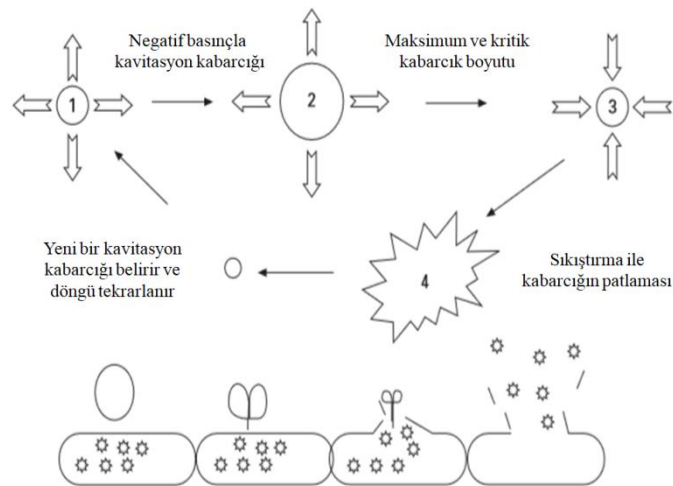 Negatif basınçla
kavitasyon kabarcığı
Maksimum ve kritik
kabarcık boyutu
1
2
3
Yeni bir kavitasyon
kabarcığı belirir ve
döngü tekrarlanır
4
Sıkıştırma ile
kabarcığın patlaması